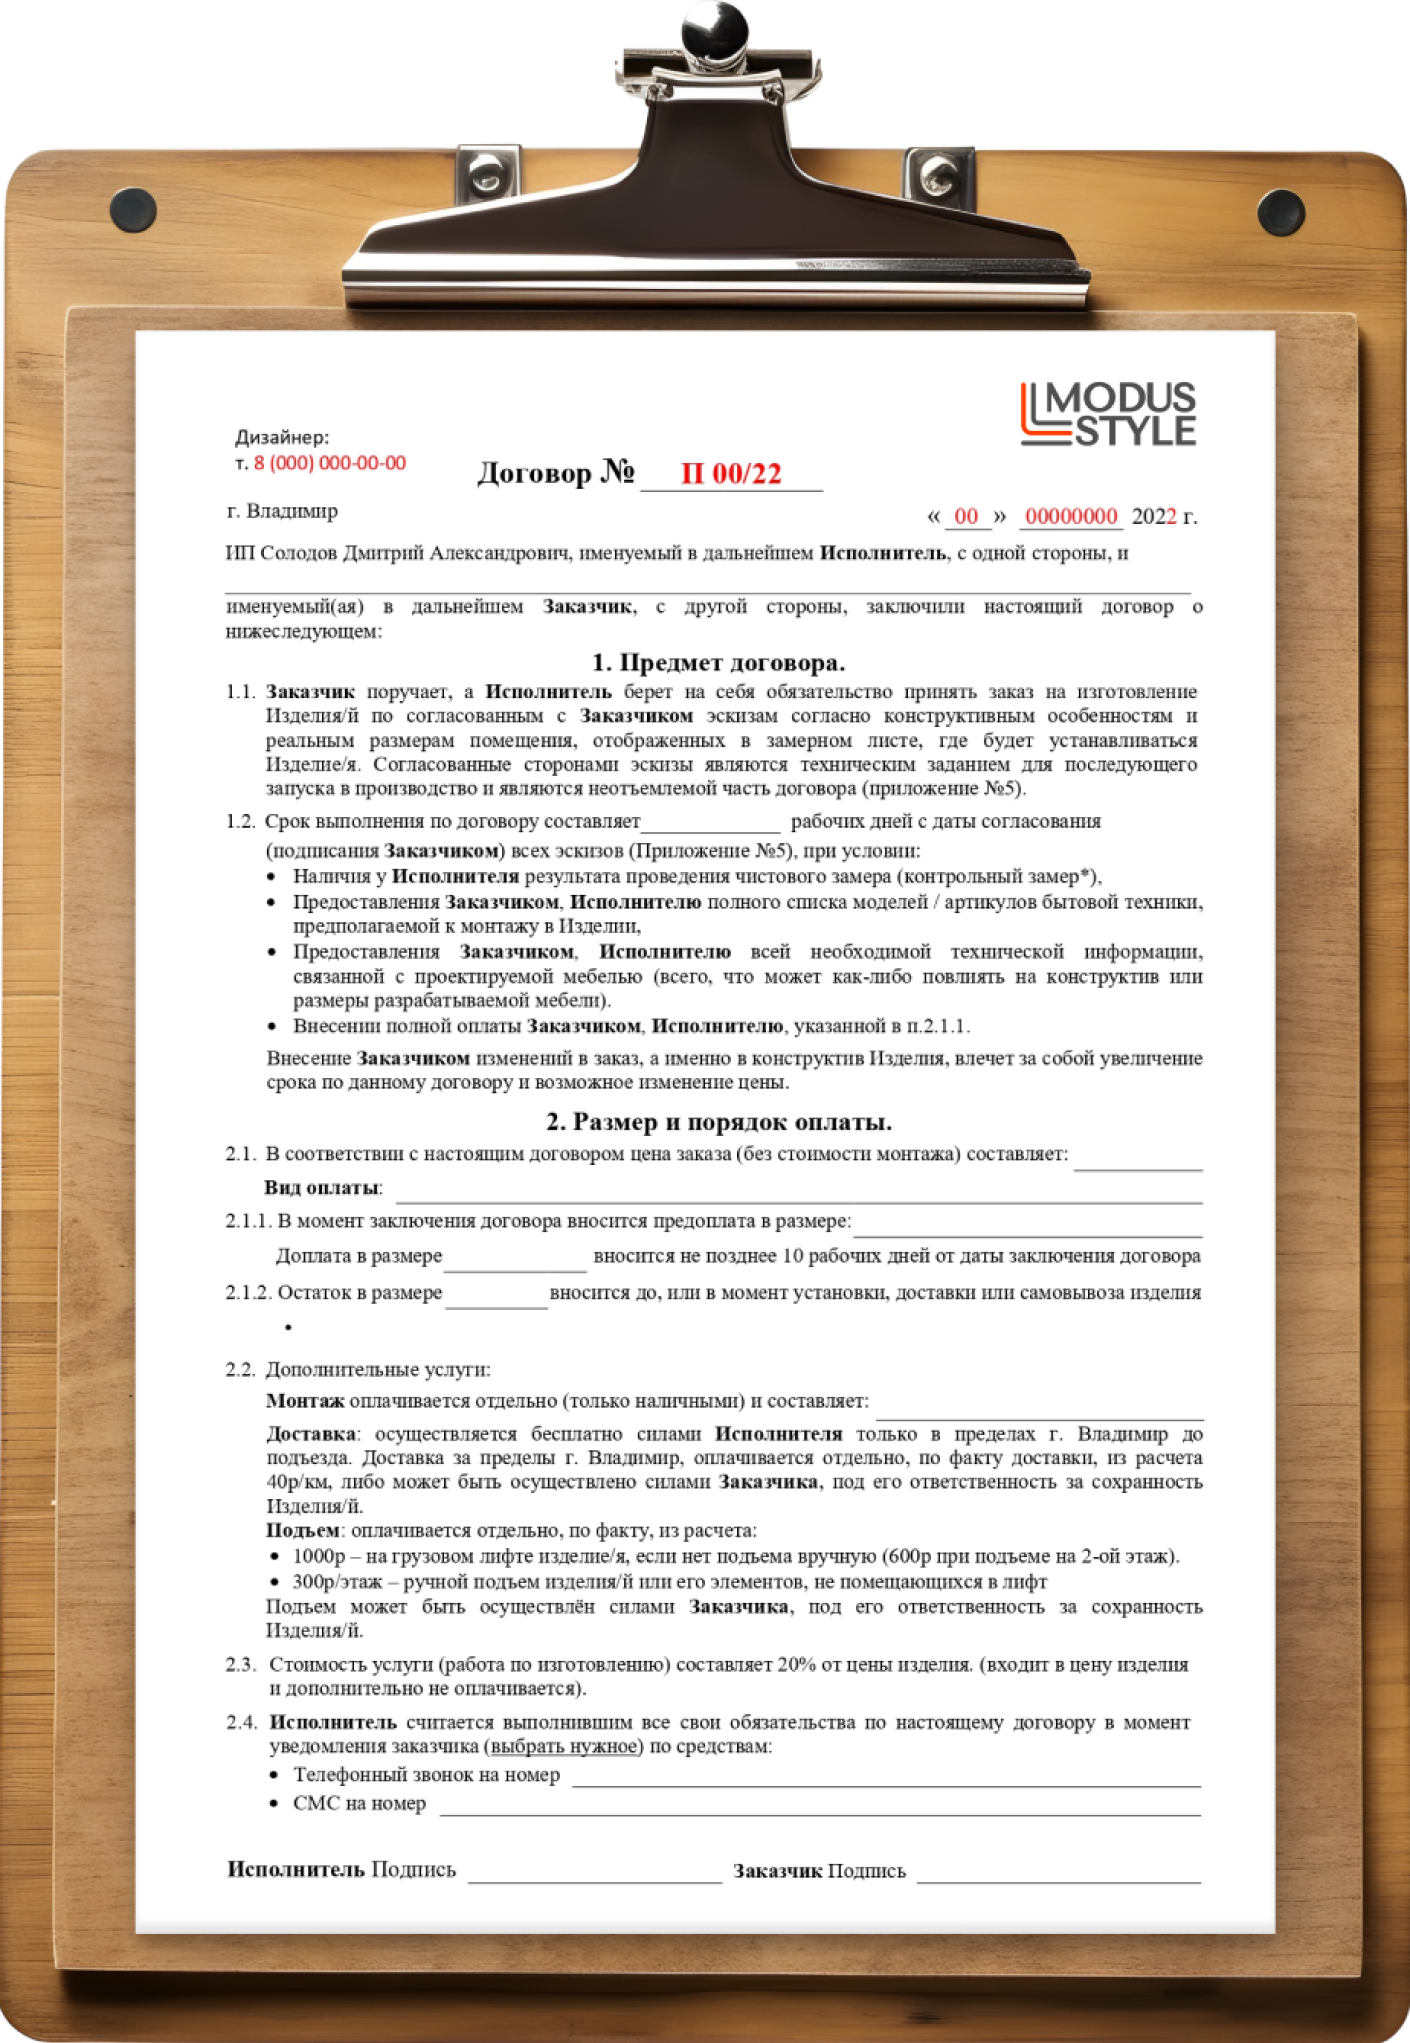 MODUS
STYLE
Дизайнер:
т. 8 (000) 000-00-00
Договор № П 00/22
г. Владимир
« 00 » 00000000 2022 г.
ИП Солодов Дмитрий Александрович, именуемый в дальнейшем Исполнитель, с одной стороны, и
именуемый(ая) в дальнейшем Заказчик, с другой стороны, заключили настоящий договор о
нижеследующем:
1. Предмет договора.
1.1. Заказчик поручает, а Исполнитель берет на себя обязательство принять заказ на изготовление
Изделия/й по согласованным с Заказчиком эскизам согласно конструктивным особенностям и
реальным размерам помещения, отображенных в замерном листе, где будет устанавливаться
Изделие/я. Согласованные сторонами эскизы являются техническим заданием для последующего
запуска в производство и являются неотъемлемой часть договора (приложение №5).
1.2. Срок выполнения по договору составляет рабочих дней с даты согласования
(подписания Заказчиком) всех эскизов (Приложение №5), при условии:
• Наличия у Исполнителя результата проведения чистового замера (контрольный замер*),
• Предоставления Заказчиком, Исполнителю полного списка моделей / артикулов бытовой техники,
предполагаемой к монтажу в Изделии,
• Предоставления Заказчиком, Исполнителю всей необходимой технической информации,
связанной с проектируемой мебелью (всего, что может как-либо повлиять на конструктив или
размеры разрабатываемой мебели).
• Внесении полной оплаты Заказчиком, Исполнителю, указанной в п.2.1.1.
Внесение Заказчиком изменений в заказ, а именно в конструктив Изделия, влечет за собой увеличение
срока по данному договору и возможное изменение цены.
2. Размер и порядок оплаты.
2.1. В соответствии с настоящим договором цена заказа (без стоимости монтажа) составляет:
Вид оплаты:
2.1.1. В момент заключения договора вносится предоплата в размере:
Доплата в размере вносится не позднее 10 рабочих дней от даты заключения договора
2.1.2. Остаток в размере вносится до, или в момент установки, доставки или самовывоза изделия
•
2.2. Дополнительные услуги:
Монтаж оплачивается отдельно (только наличными) и составляет:
Доставка: осуществляется бесплатно силами Исполнителя только в пределах г. Владимир до
подъезда. Доставка за пределы г. Владимир, оплачивается отдельно, по факту доставки, из расчета
40р/км, либо может быть осуществлено силами Заказчика, под его ответственность за сохранность
Изделия/й.
Подъем: оплачивается отдельно, по факту, из расчета:
• 1000р – на грузовом лифте изделие/я, если нет подъема вручную (600р при подъеме на 2-ой этаж).
• 300р/этаж – ручной подъем изделия/й или его элементов, не помещающихся в лифт
Подъем может быть осуществлён силами Заказчика, под его ответственность за сохранность
Изделия/й.
2.3. Стоимость услуги (работа по изготовлению) составляет 20% от цены изделия. (входит в цену изделия
и дополнительно не оплачивается).
2.4. Исполнитель считается выполнившим все свои обязательства по настоящему договору в момент
уведомления заказчика (выбрать нужное) по средствам:
• Телефонный звонок на номер
• СМС на номер
Исполнитель Подпись Заказчик Подпись